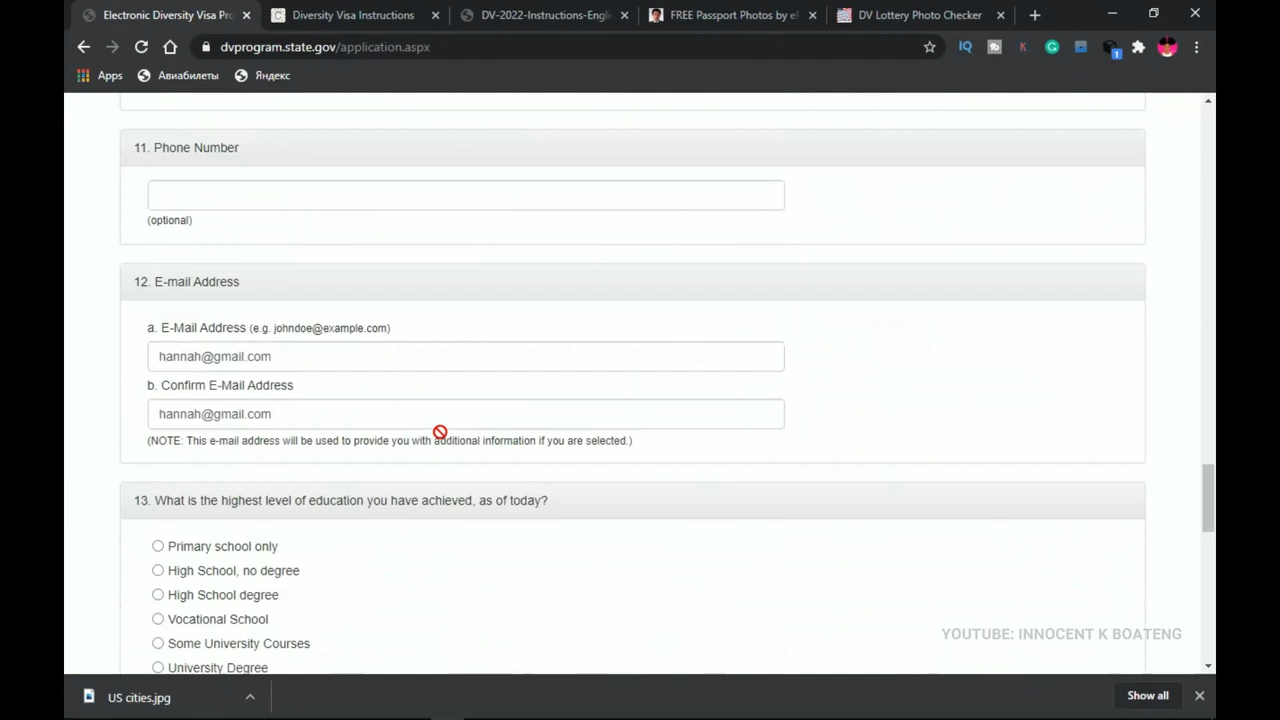 Electronic Diversity Visa Pro
Diversity Visa Instructions
DV-2022-Instructions-Engli
FREE Passport Photos by eP
DV Lottery Photo Checker
dvprogram.state.gov/application.aspx
IQ
K
G
1
Apps
Авиабилеты
Яндекс
11. Phone Number
(optional)
12. E-mail Address
a. E-Mail Address (e.g. johndoe@example.com)
hannah@gmail.com
b. Confirm E-Mail Address
hannah@gmail.com
(NOTE: This e-mail address will be used to provide you with additional information if you are selected.)
13. What is the highest level of education you have achieved, as of today?
Primary school only
High School, no degree
High School degree
Vocational School
Some University Courses
University Degree
YOUTUBE: INNOCENT K BOATENG
US cities.jpg
Show all